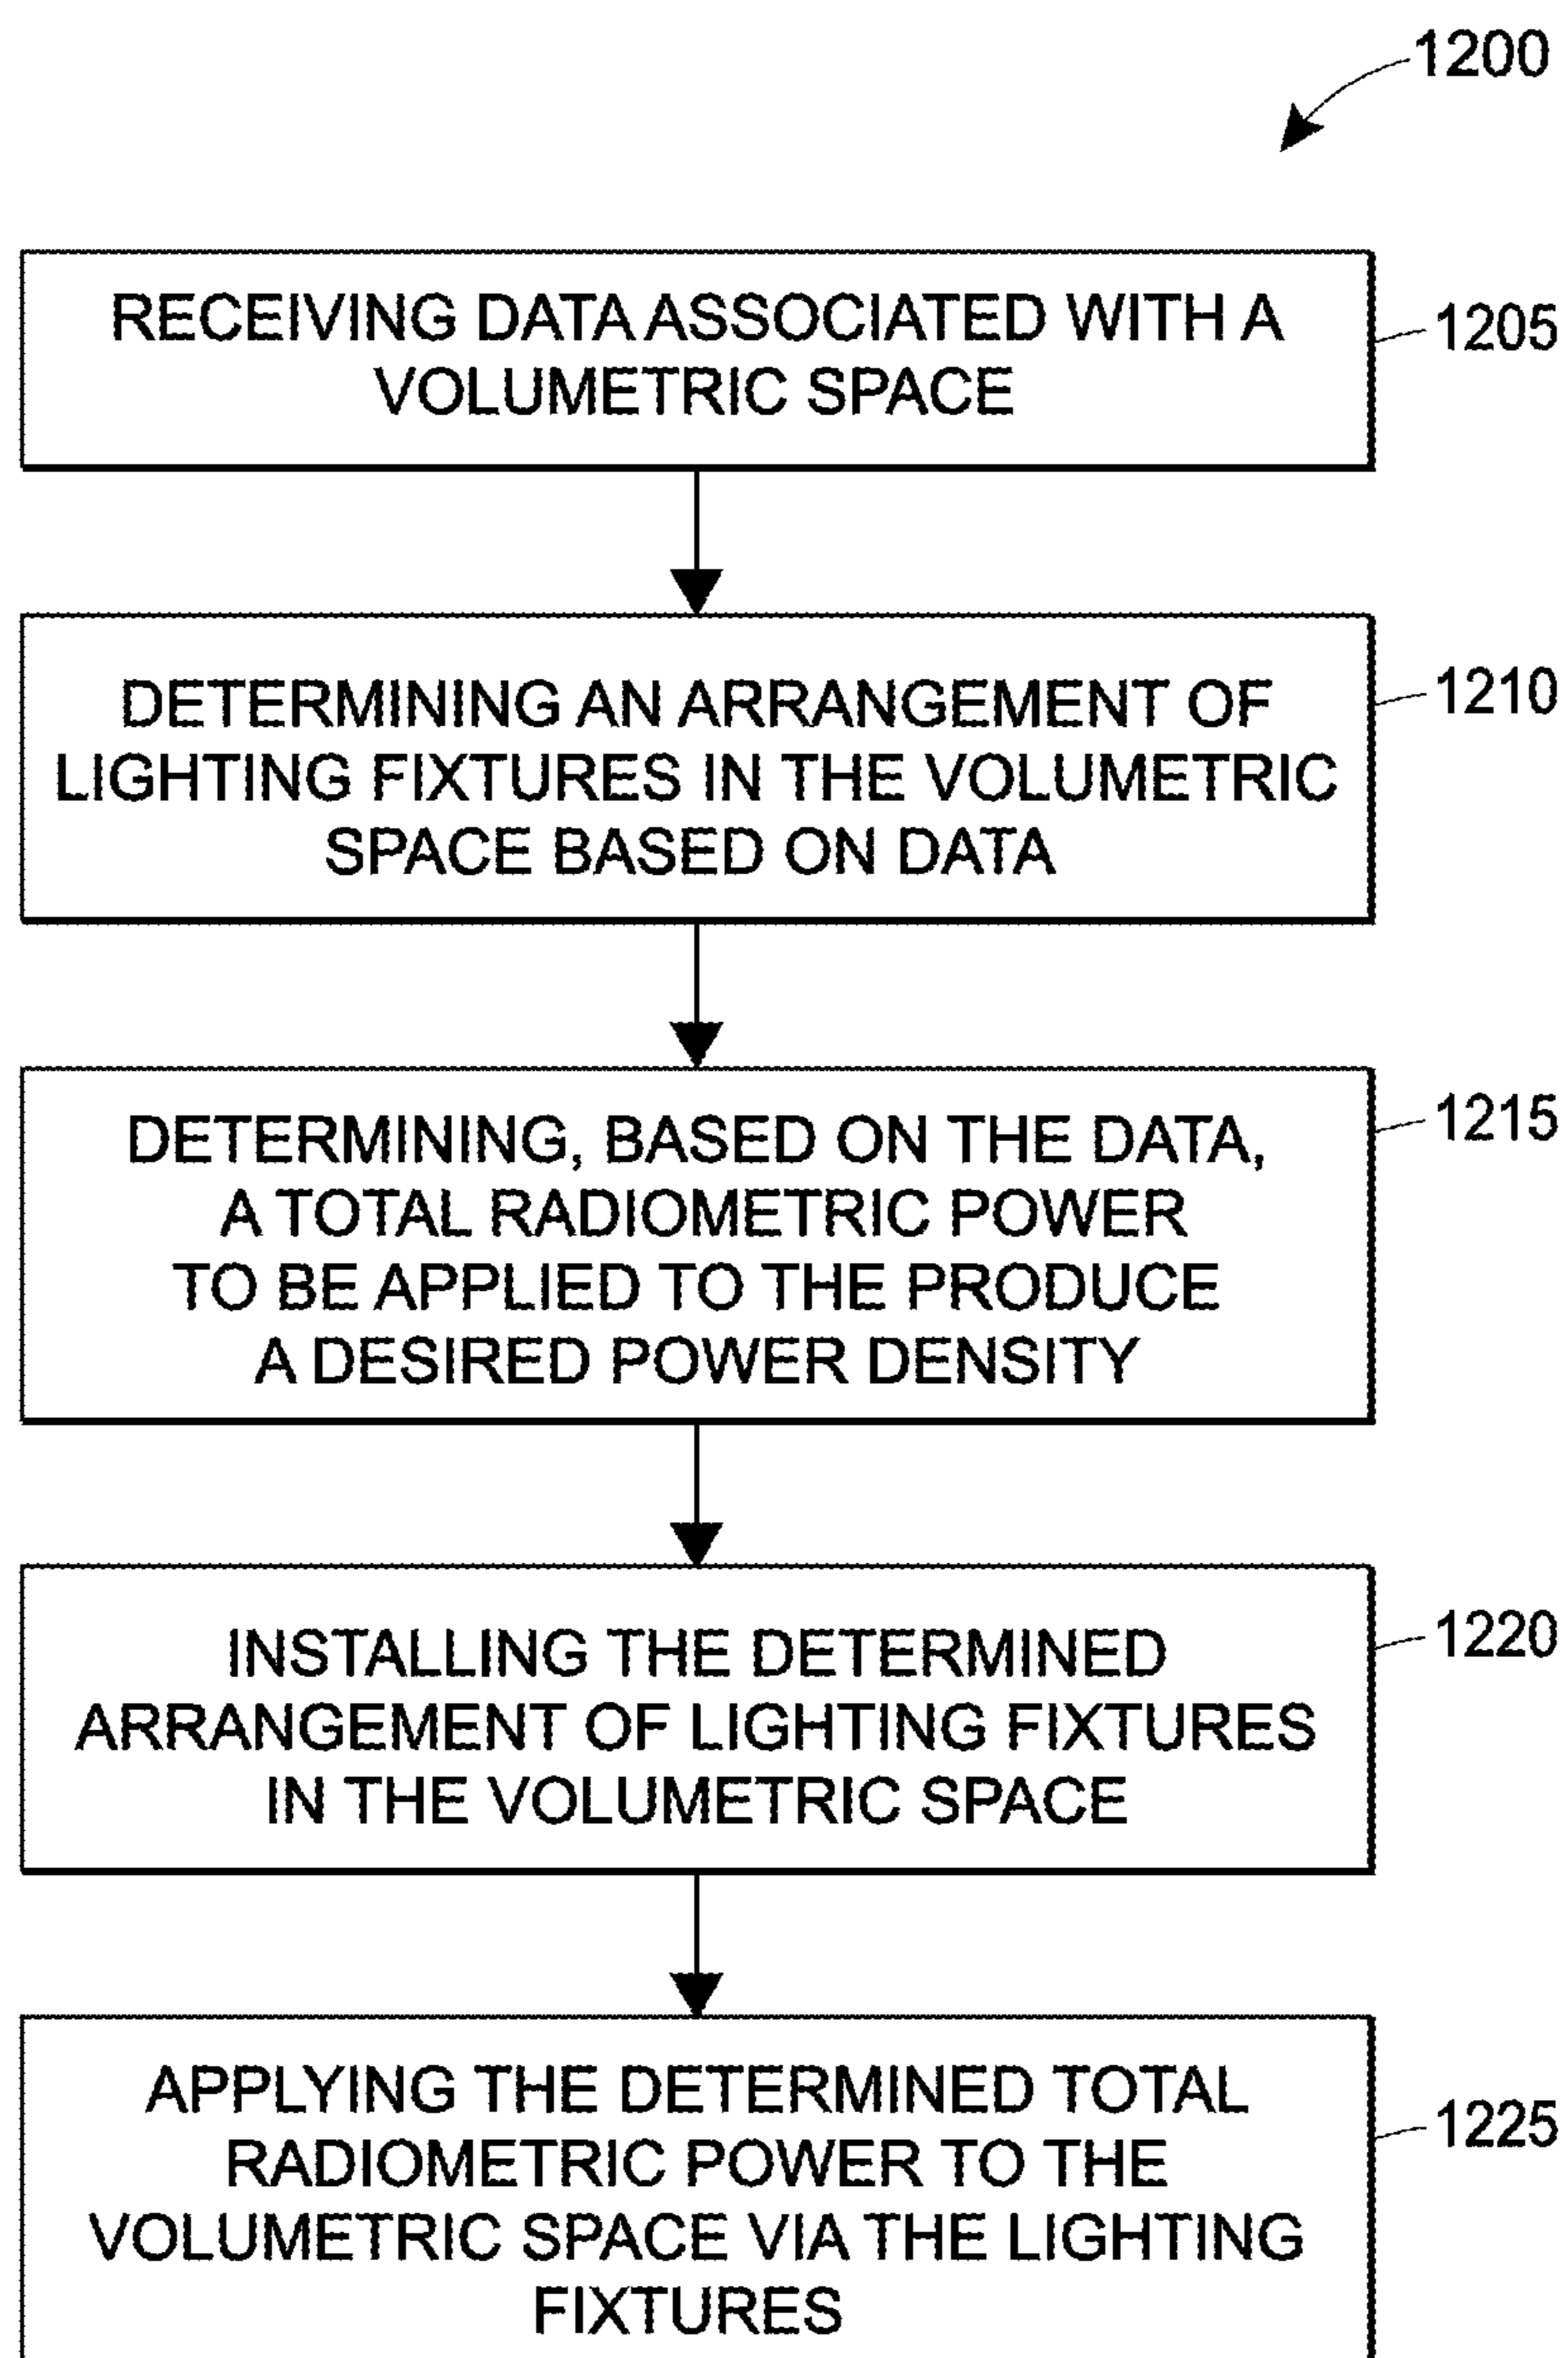 1200
RECEIVING DATA ASSOCIATED WITH A
VOLUMETRIC SPACE
1205
DETERMINING AN ARRANGEMENT OF
LIGHTING FIXTURES IN THE VOLUMETRIC
SPACE BASED ON DATA
1210
DETERMINING, BASED ON THE DATA,
A TOTAL RADIOMETRIC POWER
TO BE APPLIED TO THE PRODUCE
A DESIRED POWER DENSITY
1215
INSTALLING THE DETERMINED
ARRANGEMENT OF LIGHTING FIXTURES
IN THE VOLUMETRIC SPACE
1220
APPLYING THE DETERMINED TOTAL
RADIOMETRIC POWER TO THE
VOLUMETRIC SPACE VIA THE LIGHTING
FIXTURES
1225